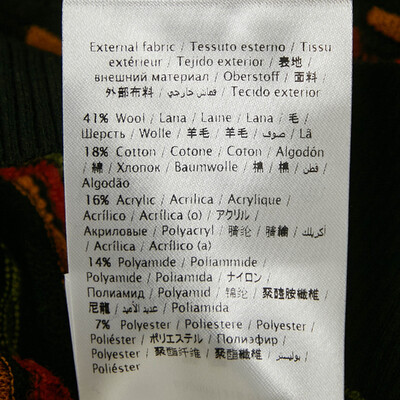 External fabric / Tessuto esterno / Tissu
extérieur / Tejido exterior / 表地 /
внешний материал / Oberstoff / 面料 /
外部布料 / قماش خارجي / Tecido exterior
41% Wool / Lana / Laine / Lana / 毛 /
Шерсть / Wolle / 羊毛 / 羊毛 / صوف / Lã
18% Cotton / Cotone / Coton / Algodón
/ 綿 / Хлопок / Baumwolle / 棉 / 棉 / قطن /
Algodão
16% Acrylic / Acrilica / Acrylique /
Acrílico / Acrílica (o) / アクリル /
Акриловые / Polyacryl / 腈纶 / 腈綸 / أكريلك
/ Acrílica / Acrílico (a)
14% Polyamide / Poliammide /
Polyamide / Poliamida / ナイロン /
Полиамид / Polyamid / 锦纶 / 聚醯胺纖維 /
尼龍 / عديد الأميد / Poliamida
7% Polyester / Poliestere / Polyester /
Poliéster / ポリエステル / Полиэфир /
Polyester / 聚酯纤维 / 聚酯纖維 / بوليستر /
Poliéster